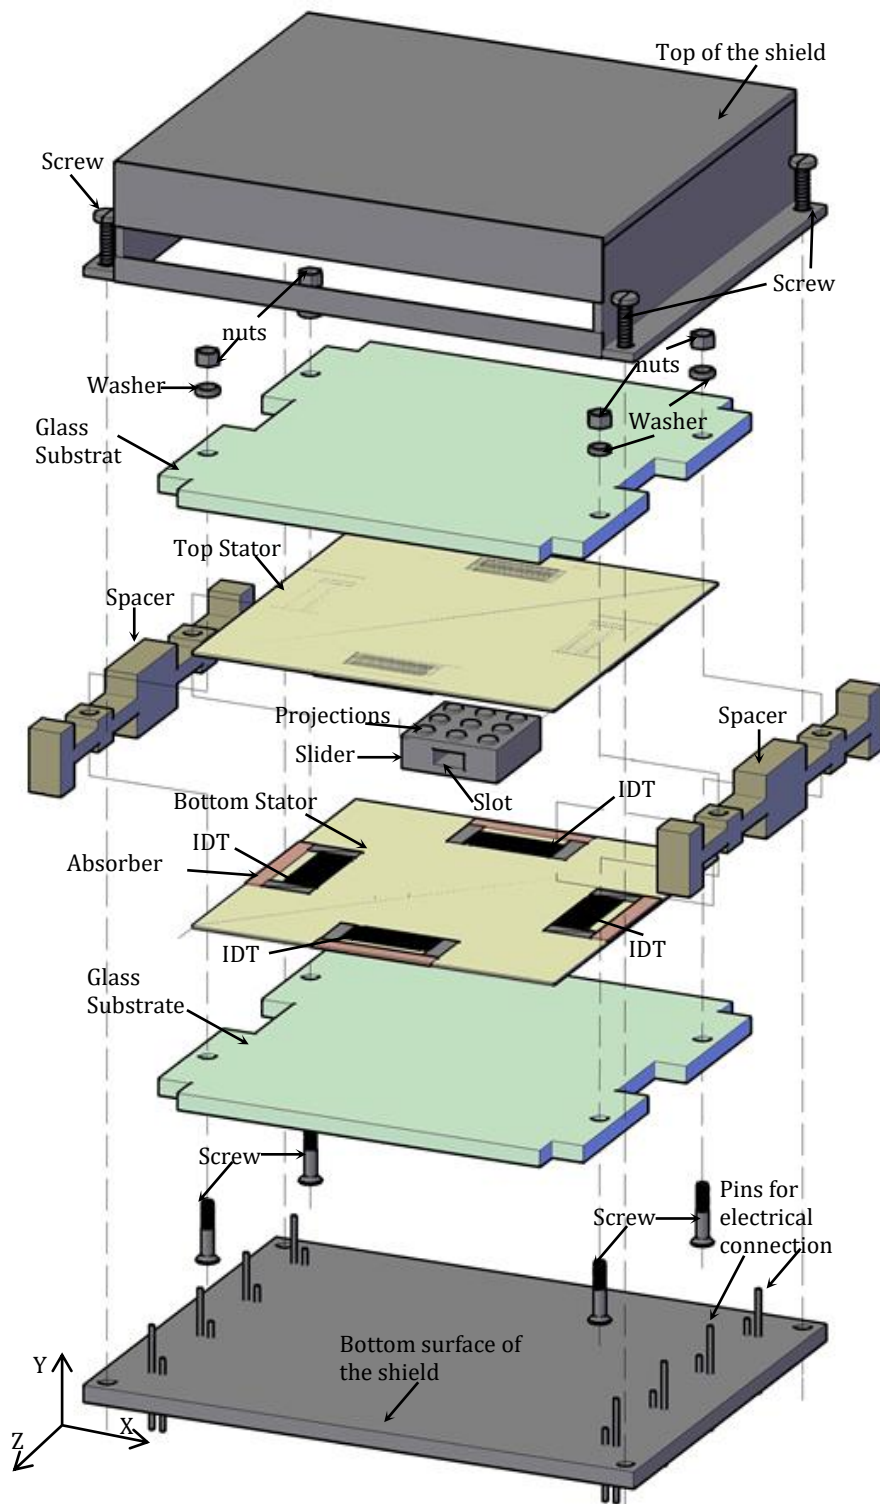 Top of the shield
Screw
Screw
nuts
nuts
Washer
Washer
Glass
Substrat
Top Stator
Spacer
Projections
Spacer
Slider
Slot
IDT
Bottom Stator
IDT
Absorber
IDT
IDT
Glass
Substrate
Screw
Screw
Pins for
electrical
connection
Bottom surface of
the shield
Y
X
Z